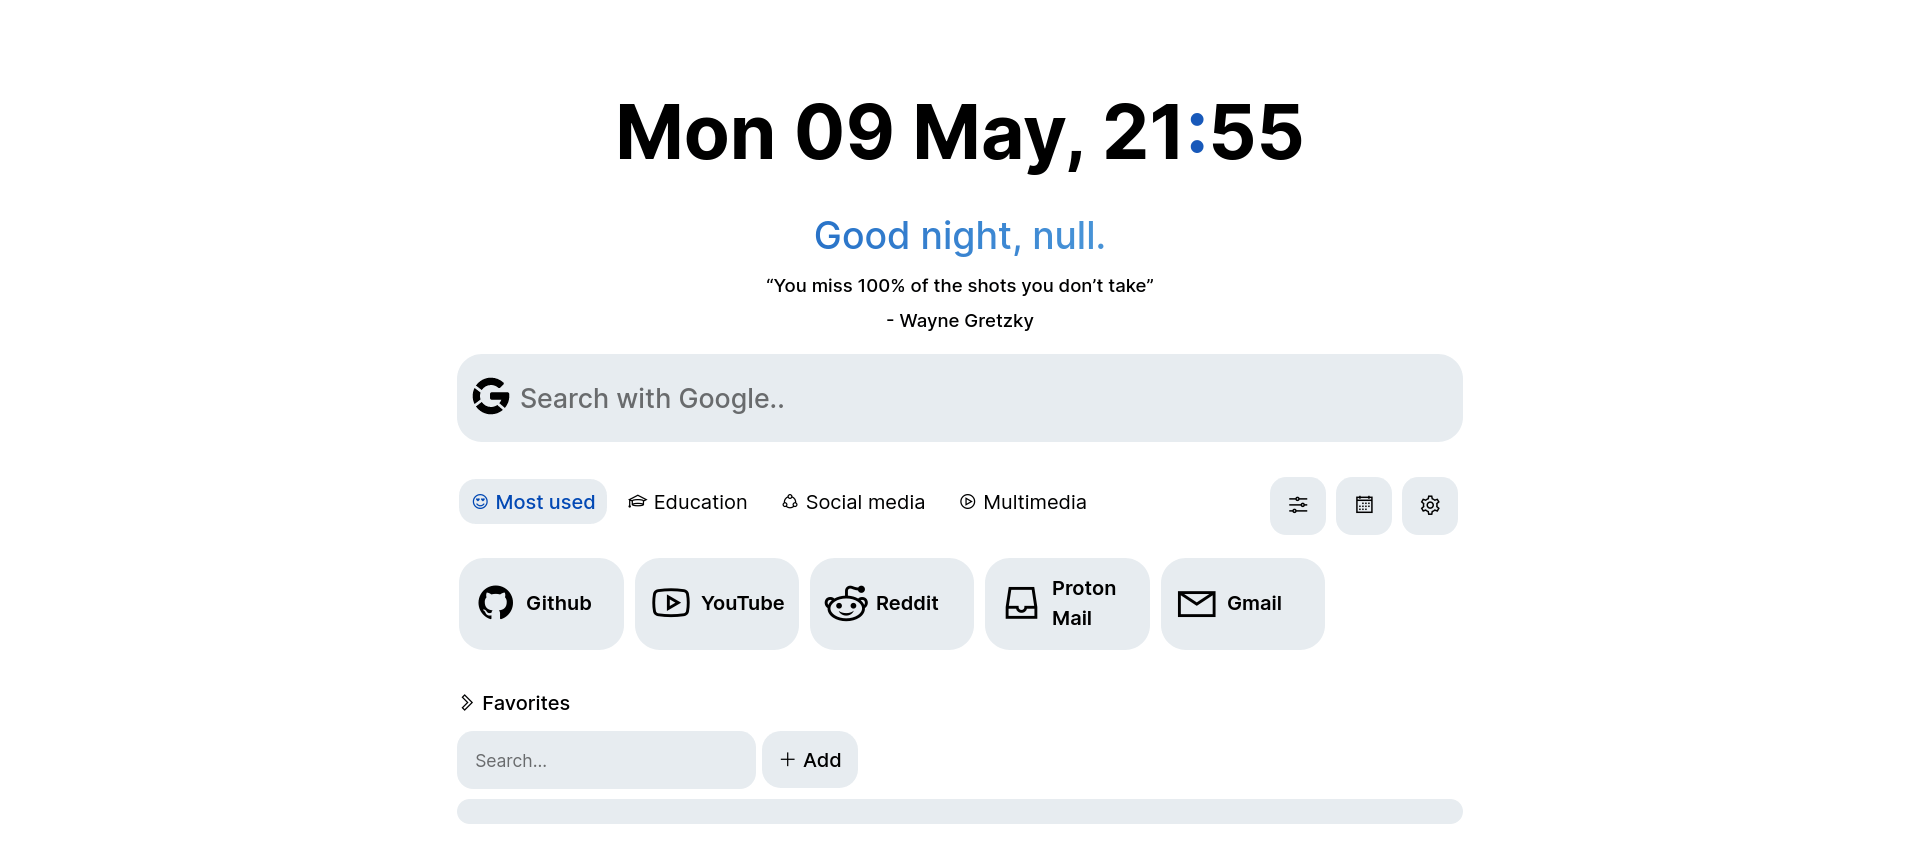 Mon 09 May, 21:55
Good night, null.
“You miss 100% of the shots you don’t take”
- Wayne Gretzky
Search with Google..
Most used Education Social media Multimedia
Github YouTube Reddit Proton Mail Gmail
Favorites
Search... + Add